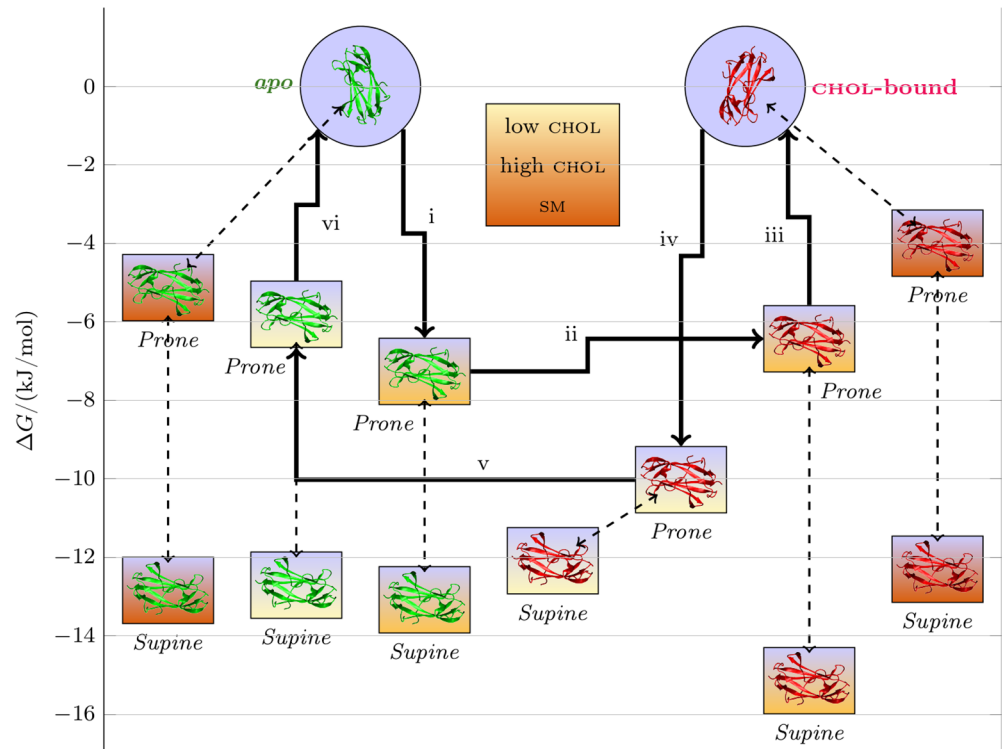 0
−2
−4
−6
−8
−10
−12
−14
−16
ΔG/(kJ/mol)
apo
CHOL-bound
low CHOL
high CHOL
SM
vi
i
iv
iii
ii
v
Prone
Prone
Prone
Prone
Prone
Prone
Supine
Supine
Supine
Supine
Supine
Supine